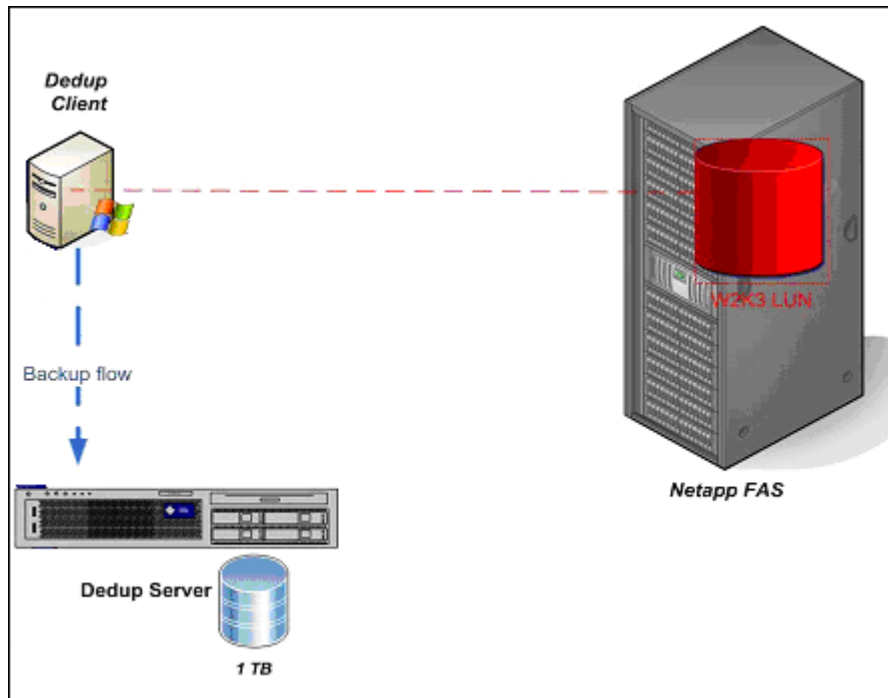 Dedup
Client
W2K3 LUN
Backup flow
Netapp FAS
Dedup Server
1 TB